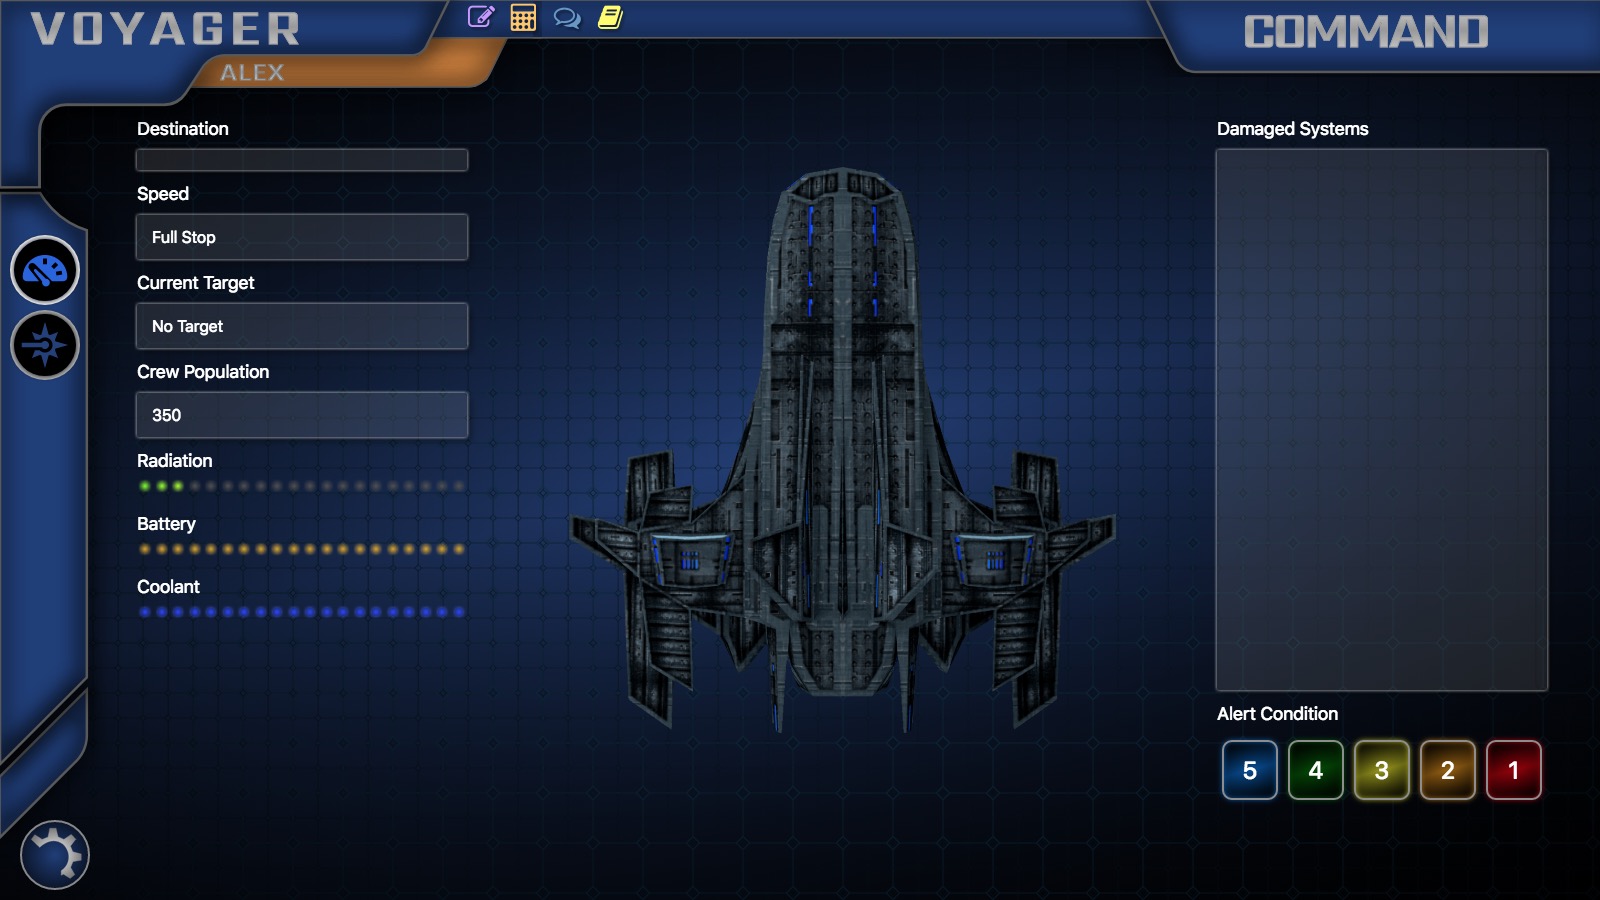 VOYAGER
COMMAND
ALEX
Destination
Speed
Full Stop
Current Target
No Target
Crew Population
350
Radiation
Battery
Coolant
Damaged Systems
Alert Condition
5 4 3 2 1